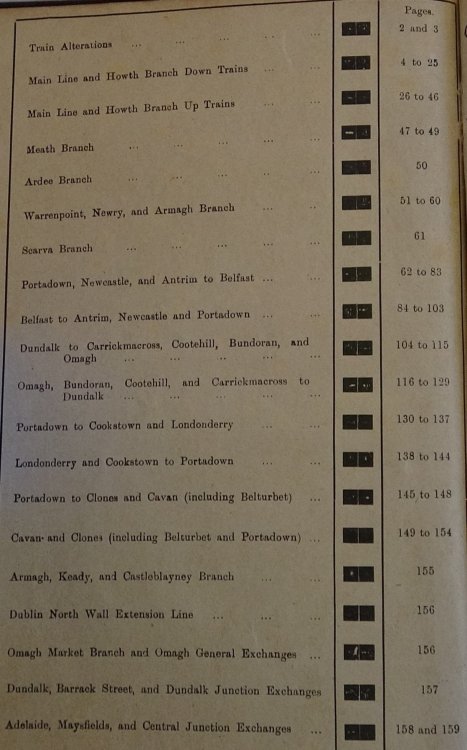 Pages.
Train Alterations ... ... ... ... ... 2 and 3
Main Line and Howth Branch Down Trains ... ... 4 to 25
Main Line and Howth Branch Up Trains ... ... 26 to 46
Meath Branch ... ... ... ... 47 to 49
Ardee Branch ... ... ... ... 50
Warrenpoint, Newry, and Armagh Branch ... ... 51 to 60
Scarva Branch ... ... ... ... 61
Portadown, Newcastle, and Antrim to Belfast ... ... 62 to 83
Belfast to Antrim, Newcastle and Portadown ... ... 84 to 103
Dundalk to Carrickmacross, Cootehill, Bundoran, and
Omagh ... ... ... ... ... 104 to 115
Omagh, Bundoran, Cootehill, and Carrickmacross to
Dundalk ... ... ... ... ... 116 to 129
Portadown to Cookstown and Londonderry ... ... 130 to 137
Londonderry and Cookstown to Portadown ... ... 138 to 144
Portadown to Clones and Cavan (including Belturbet) ... 145 to 148
Cavan and Clones (including Belturbet and Portadown) ... 149 to 154
Armagh, Keady, and Castleblayney Branch ... ... 155
Dublin North Wall Extension Line ... ... ... 156
Omagh Market Branch and Omagh General Exchanges ... 156
Dundalk, Barrack Street, and Dundalk Junction Exchanges 157
Adelaide, Maysfields, and Central Junction Exchanges ... 158 and 159